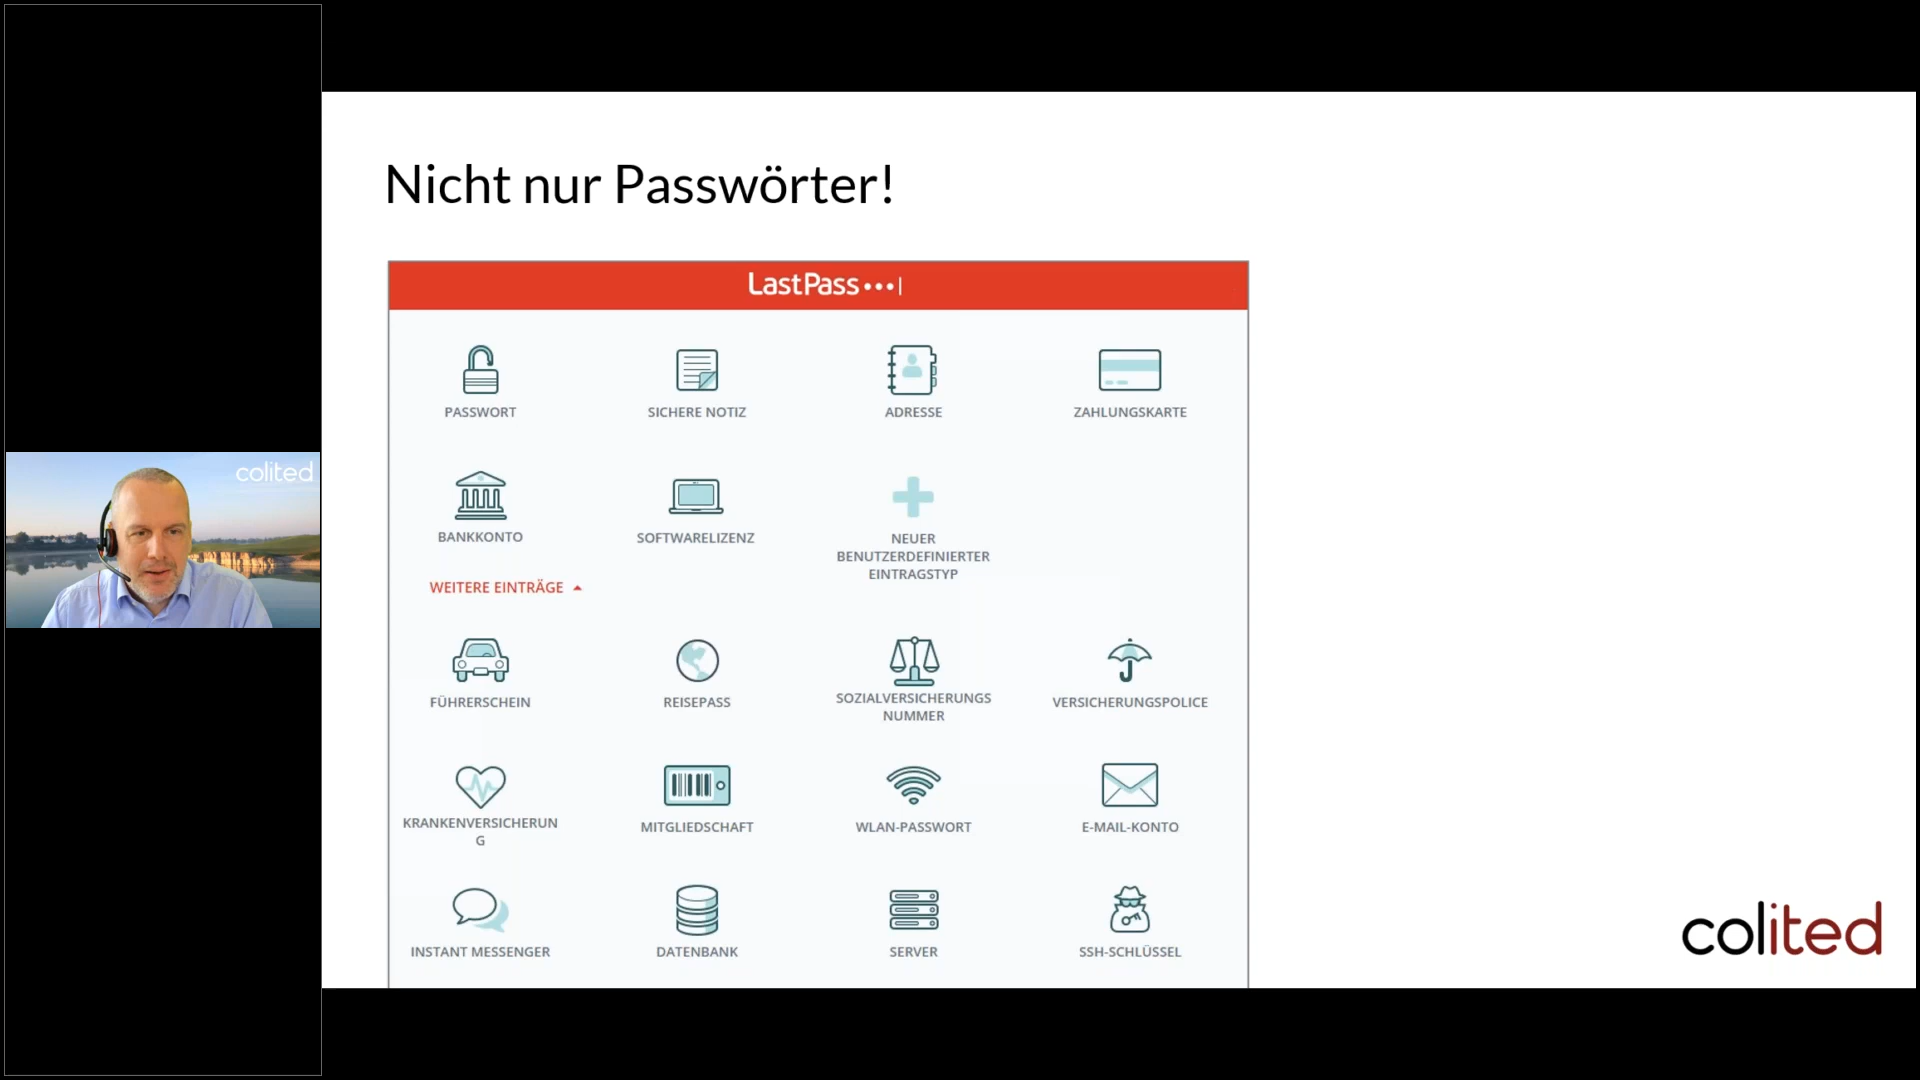 Nicht nur Passwörter!
LastPass•••|
PASSWORT
SICHERE NOTIZ
ADRESSE
ZAHLUNGSKARTE
BANKKONTO
SOFTWARELIZENZ
NEUER
BENUTZERDEFINIERTER
EINTRAGSTYP
WEITERE EINTRÄGE
FÜHRERSCHEIN
REISEPASS
SOZIALVERSICHERUNGS
NUMMER
VERSICHERUNGSPOLICE
KRANKENVERSICHERUN
G
MITGLIEDSCHAFT
WLAN-PASSWORT
E-MAIL-KONTO
INSTANT MESSENGER
DATENBANK
SERVER
SSH-SCHLÜSSEL
colited
colited